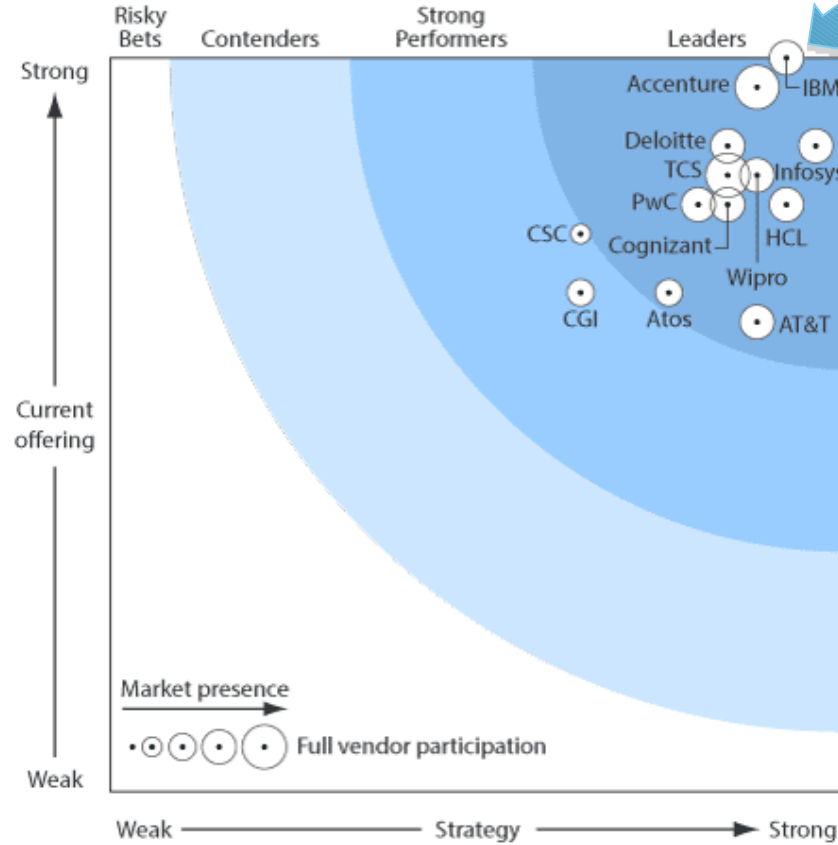 Risky
Bets
Contenders
Strong
Performers
Leaders
Strong
Accenture
IBM
Deloitte
TCS
Infosys
PwC
HCL
CSC
Cognizant
Wipro
CGI
Atos
AT&T
Current
offering
Market presence
Full vendor participation
Weak
Weak
Strategy
Strong